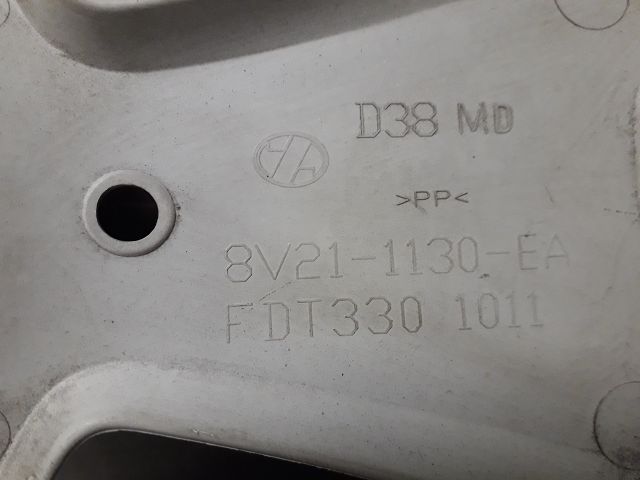 D38 MD
>PP<
8V21-1130-EA
FDT330 1011